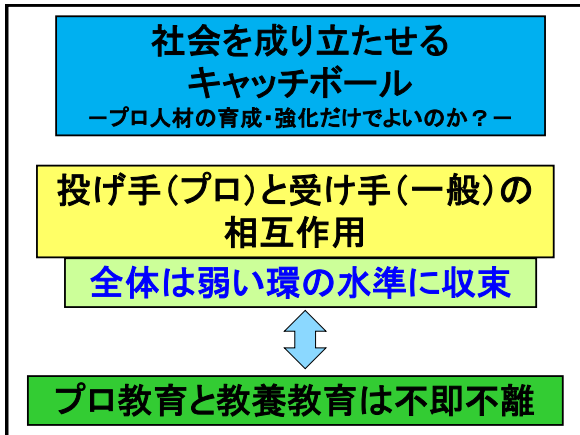 社会を成り立たせる
キャッチボール
－プロ人材の育成・強化だけでよいのか？－
投げ手（プロ）と受け手（一般）の
相互作用
全体は弱い環の水準に収束
プロ教育と教養教育は不即不離